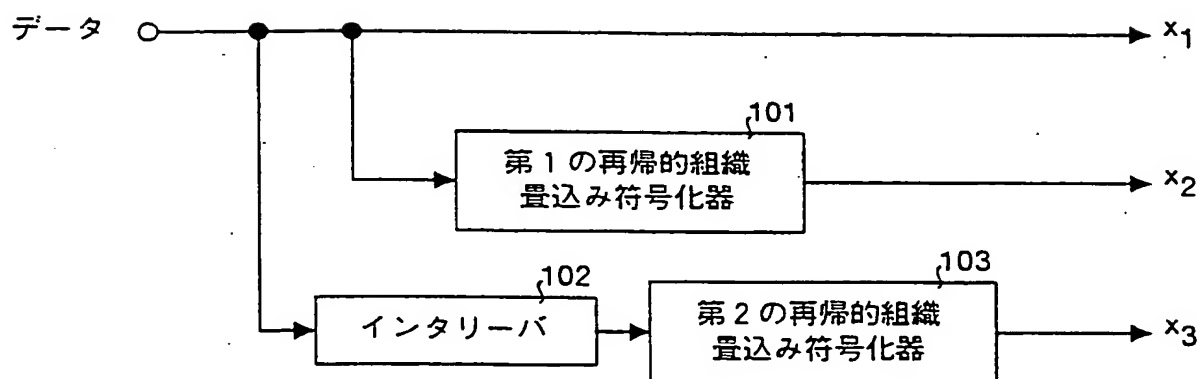 データ
x1
101
第1の再帰的組織
畳込み符号化器
x2
102
インタリーバ
103
第2の再帰的組織
畳込み符号化器
x3